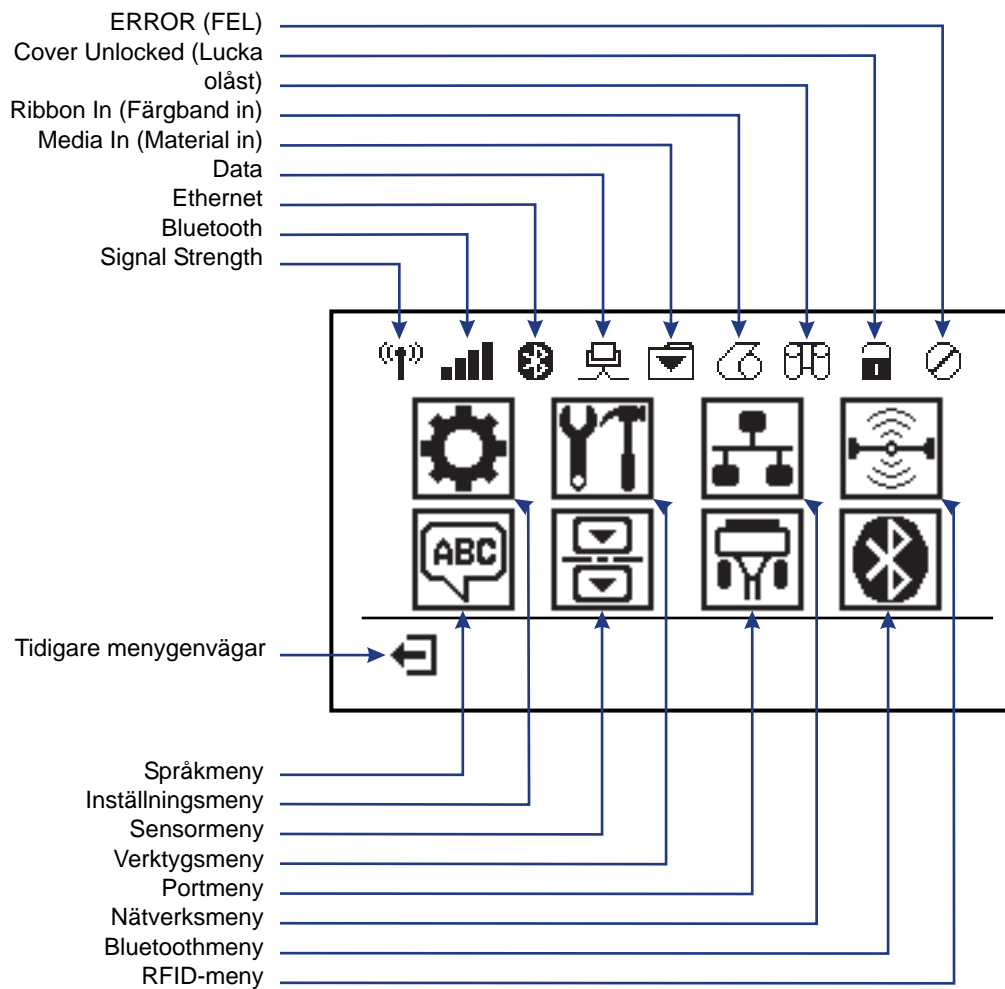 ERROR (FEL)
Cover Unlocked (Lucka
olåst)
Ribbon In (Färgband in)
Media In (Material in)
Data
Ethernet
Bluetooth
Signal Strength
ABC
Tidigare menygenvägar
Språkmeny
Inställningsmeny
Sensormeny
Verktygsmeny
Portmeny
Nätverksmeny
Bluetoothmeny
RFID-meny